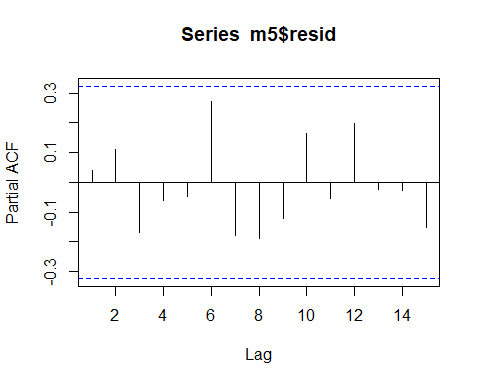 Series  m5$resid
Partial ACF
0.3
0.1
-0.1
-0.3
2 4 6 8 10 12 14
Lag